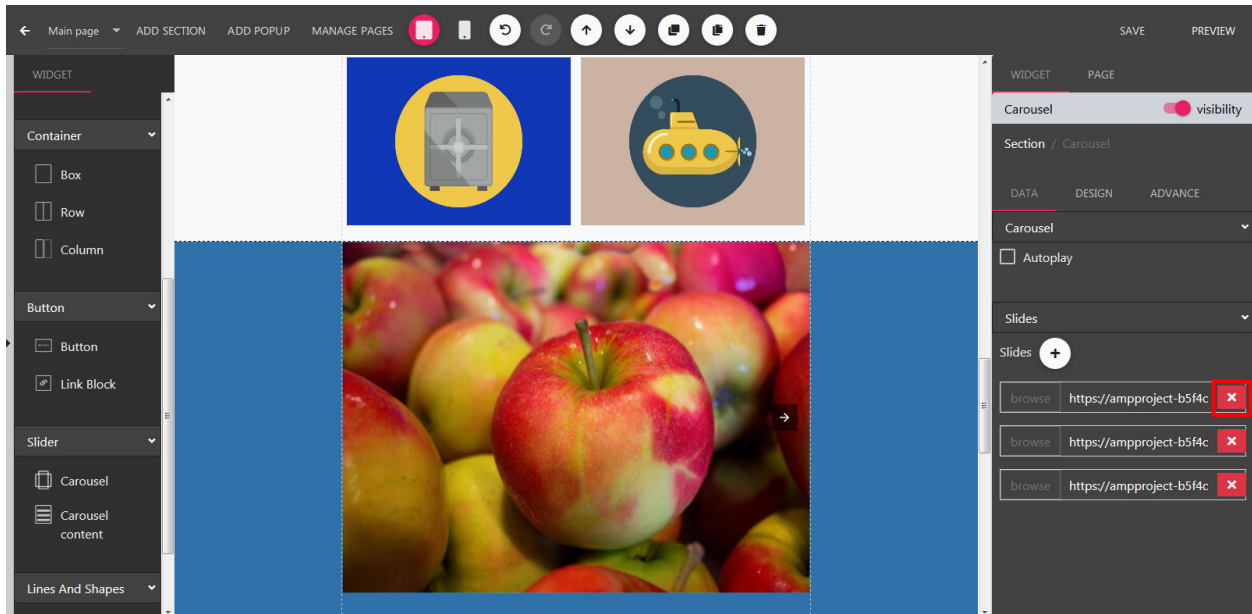 Main page ADD SECTION ADD POPUP MANAGE PAGES SAVE PREVIEW
WIDGET
Container
Box
Row
Column
Button
Button
Link Block
Slider
Carousel
Carousel
content
Lines And Shapes
WIDGET PAGE
Carousel visibility
Section / Carousel
DATA DESIGN ADVANCE
Carousel
Autoplay
Slides
Slides
browse https://ampproject-b5f4c
browse https://ampproject-b5f4c
browse https://ampproject-b5f4c